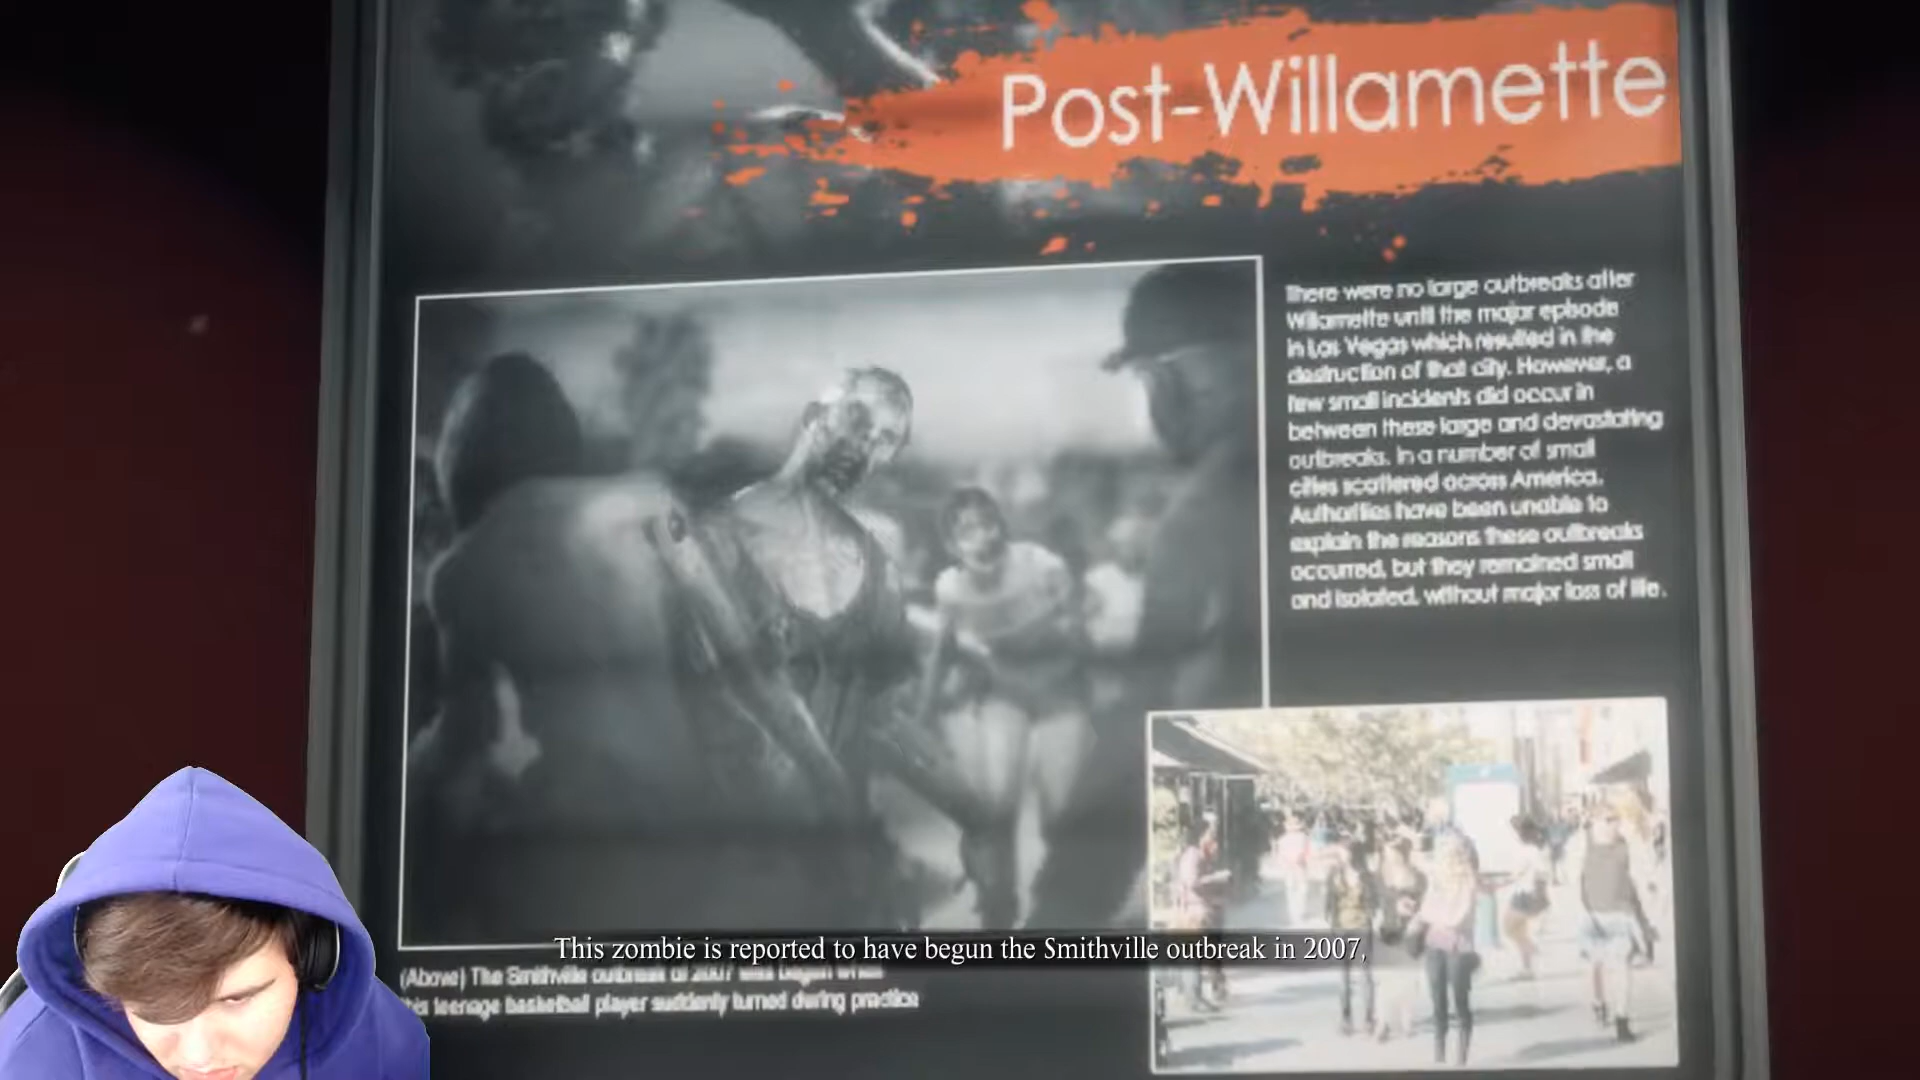 Post-Willamette
There were no large outbreaks after
Willamette until the major episode
in Las Vegas which resulted in the
destruction of that city. However, a
few small incidents did occur in
between these large and devastating
outbreaks. In a number of small
cities scattered across America.
Authorities have been unable to
explain the reasons these outbreaks
occurred, but they remained small
and isolated, without major loss of life.
This zombie is reported to have begun the Smithville outbreak in 2007,
(Above) The Smithville outbreak of 2007 was began when
this teenage basketball player suddenly turned during practice